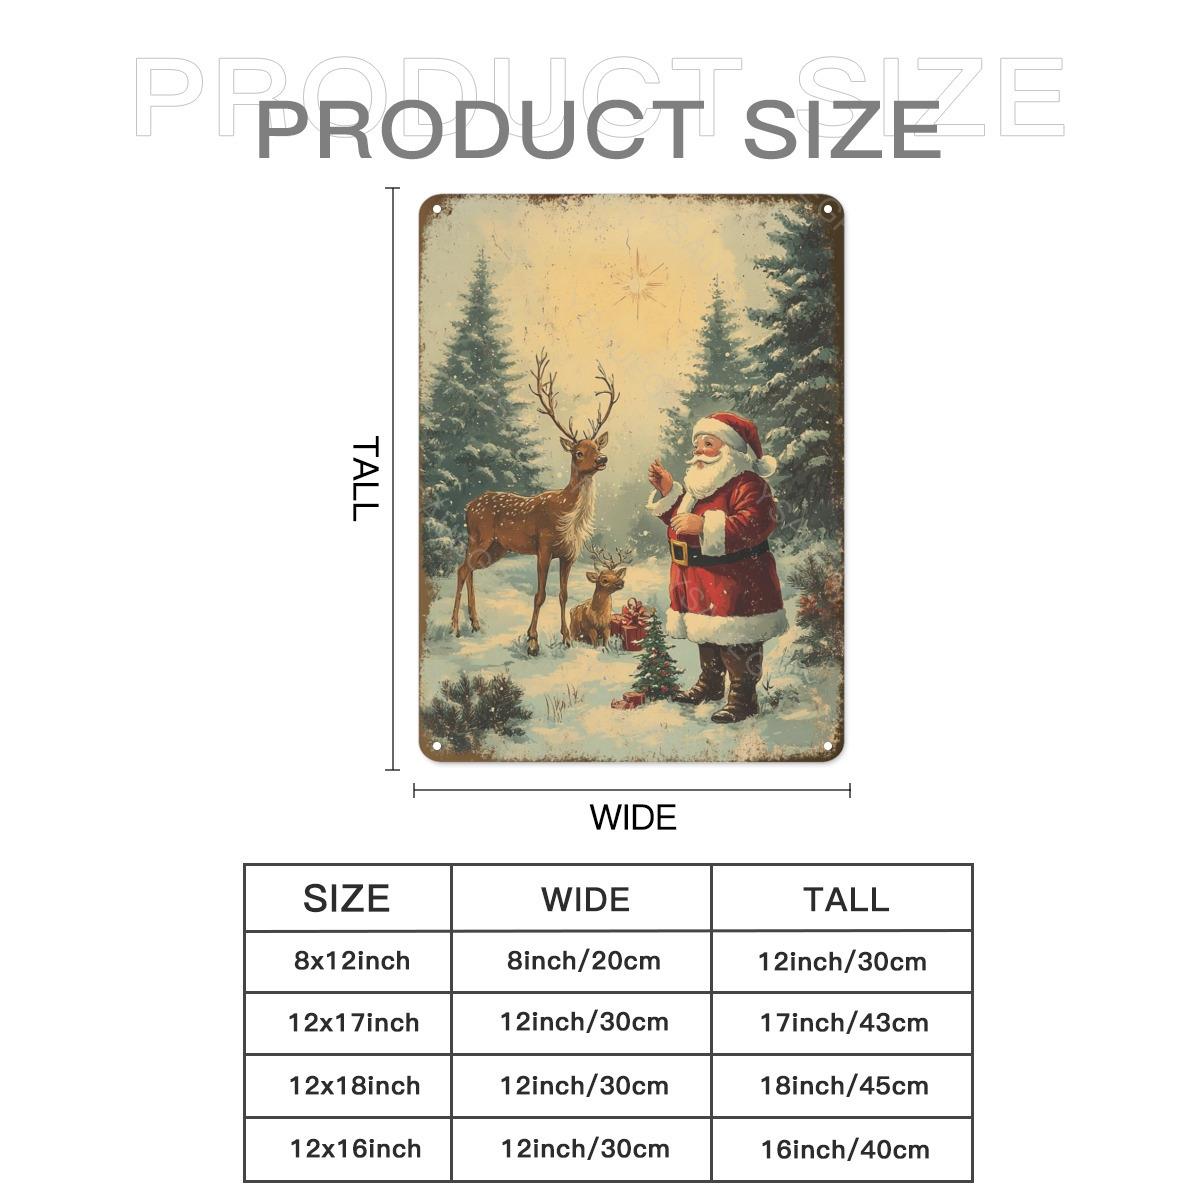 PRODUCT SIZE
PRODUCT SIZE
TALL
WIDE
SIZE WIDE TALL
8x12inch 8inch/20cm 12inch/30cm
12x17inch 12inch/30cm 17inch/43cm
12x18inch 12inch/30cm 18inch/45cm
12x16inch 12inch/30cm 16inch/40cm